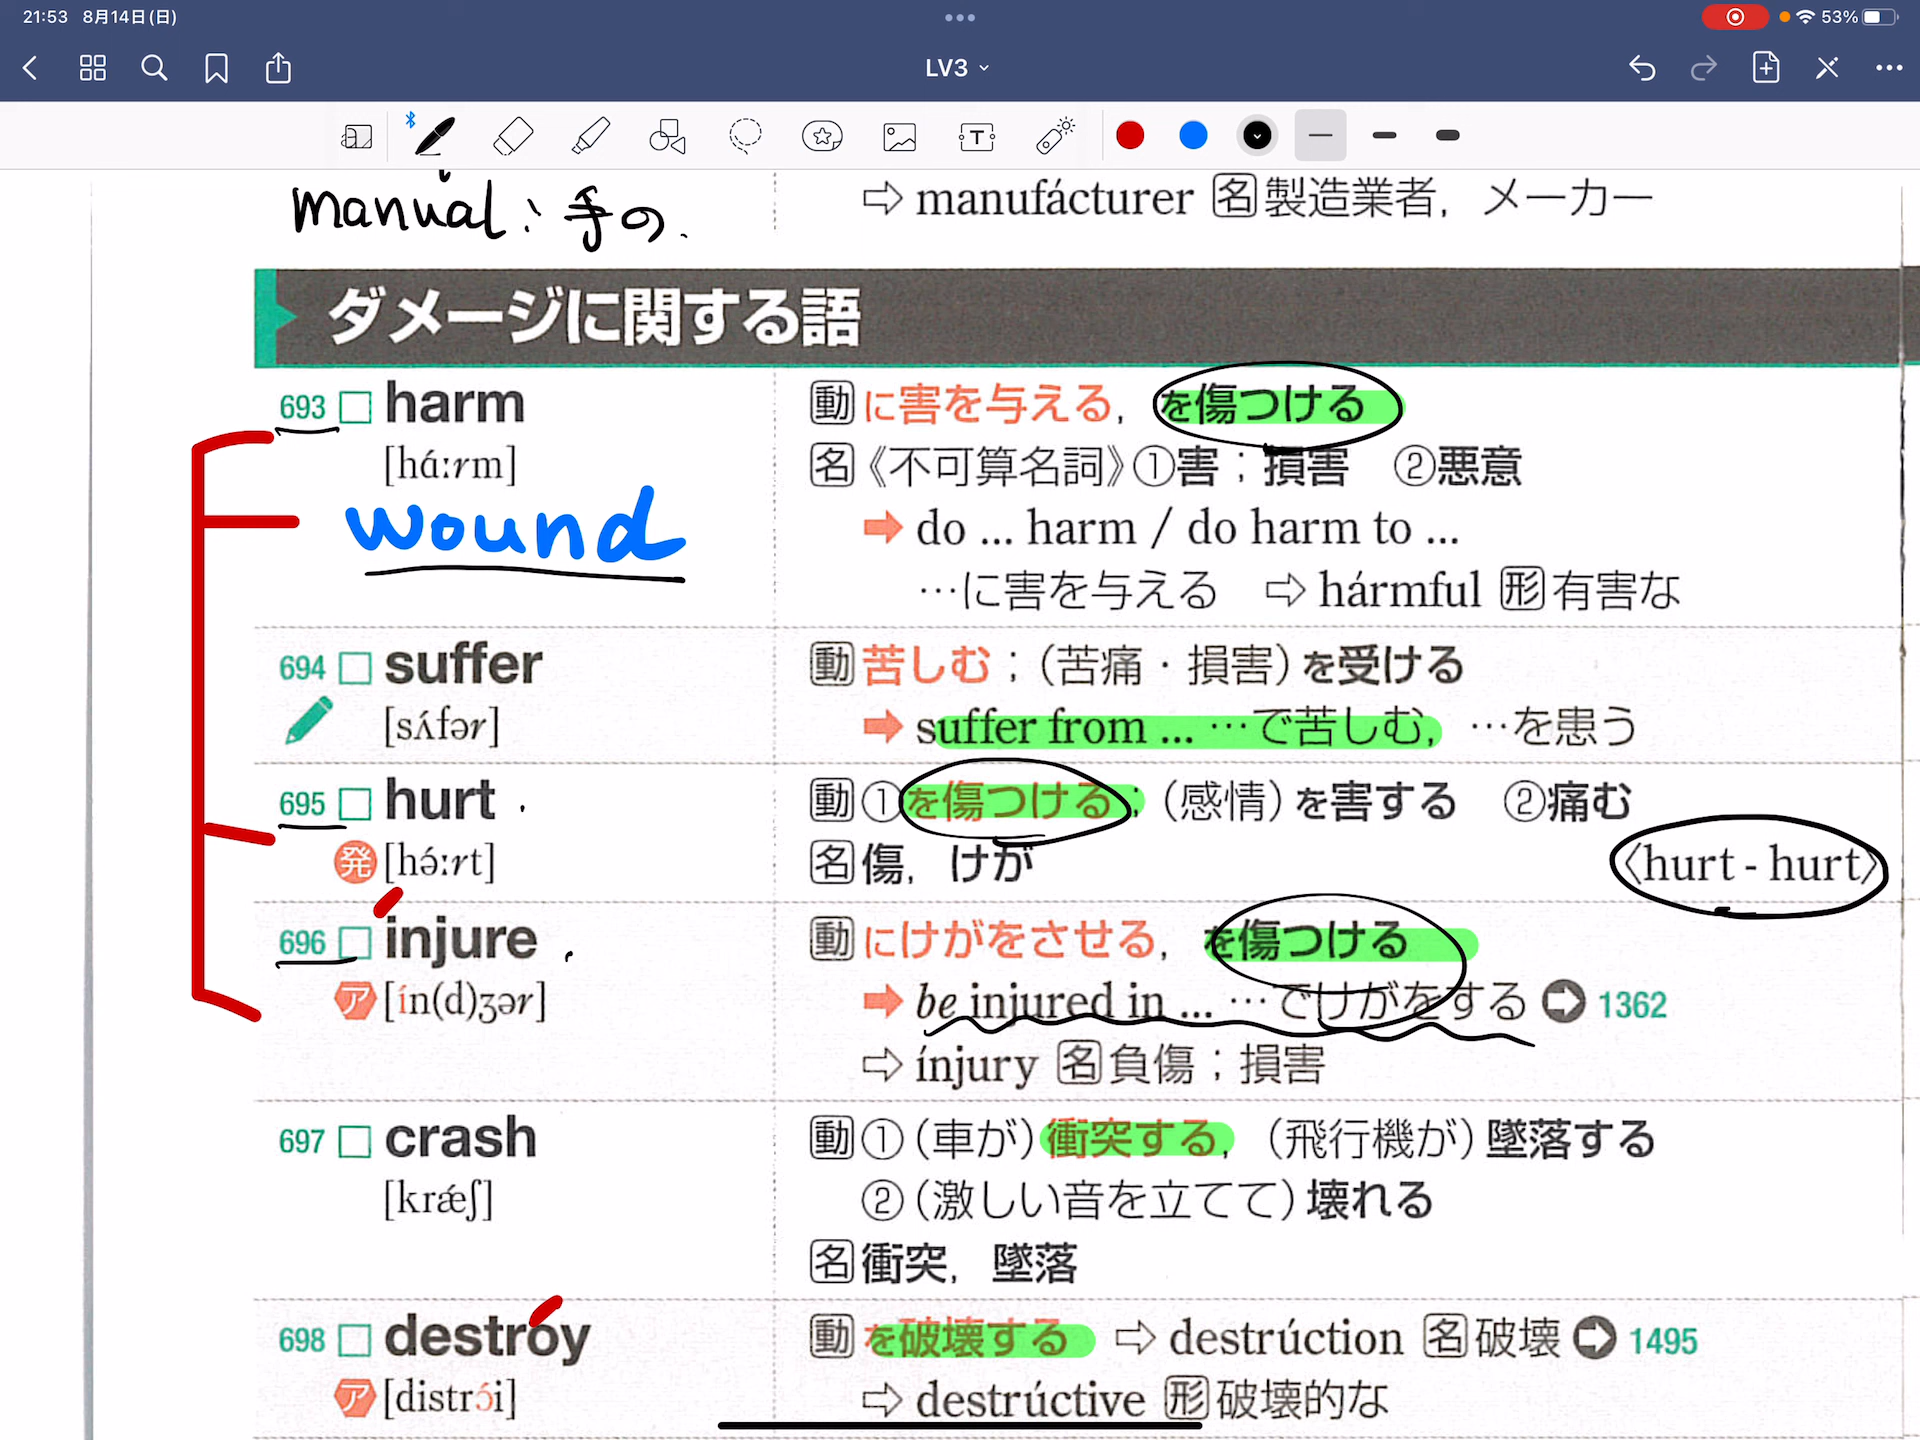 21:53 8月14日(日)
53%
LV3
manual: 手の.
⇨ manufácturer 名 製造業者, メーカー
ダメージに関する語
693 □ harm
[hɑ́ːrm]
動 に害を与える, を傷つける
名《不可算名詞》①害;損害 ②悪意
➡ do ... harm / do harm to ...
…に害を与える ⇨ hármful 形 有害な
wound
694 □ suffer
[sʌ́fər]
動 苦しむ;(苦痛・損害)を受ける
➡ suffer from ... …で苦しむ, …を患う
695 □ hurt
発 [hə́ːrt]
動 ①を傷つける;(感情)を害する ②痛む
名 傷, けが 〈hurt - hurt〉
696 □ injure
ア [ín(d)ʒər]
動 にけがをさせる, を傷つける
➡ be injured in ... …でけがをする ➡ 1362
⇨ ínjury 名 負傷;損害
697 □ crash
[krǽʃ]
動 ①(車が)衝突する, (飛行機が)墜落する
②(激しい音を立てて)壊れる
名 衝突, 墜落
698 □ destroy
ア [distrɔ́i]
動 を破壊する ⇨ destrúction 名 破壊 ➡ 1495
⇨ destrúctive 形 破壊的な